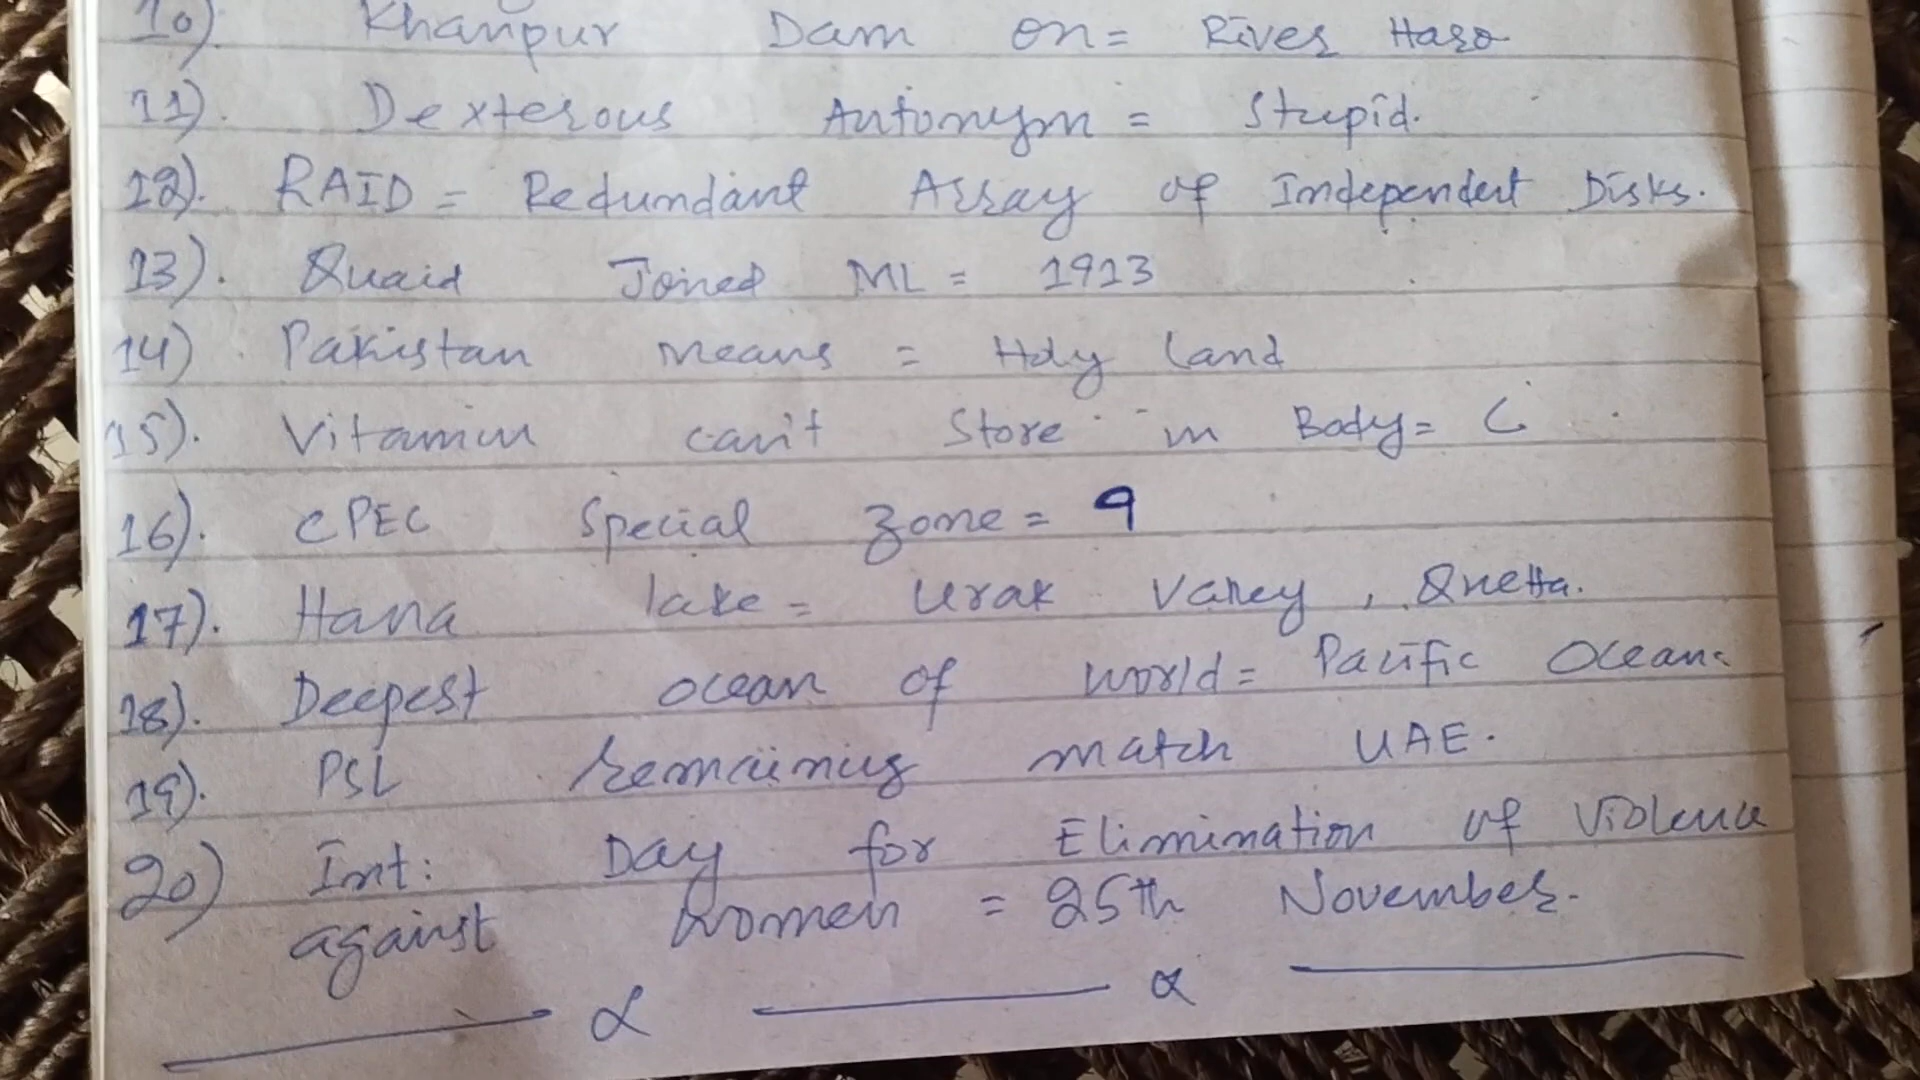 10) Khanpur Dam on= River Haro
11). Dexterous Antonym = Stupid.
12). RAID = Redundant Array of Independent Disks.
13). Quaid Joined ML = 1913
14) Pakistan means = Holy land
15). Vitamin can't Store in Body= C
16). CPEC Special Zone = 9
17). Hana lake = Urak Valley, Quetta.
18). Deepest ocean of world= Pacific Ocean.
19). PSL remaining match UAE.
20) Int: Day for Elimination of Violence
against women = 25th November.